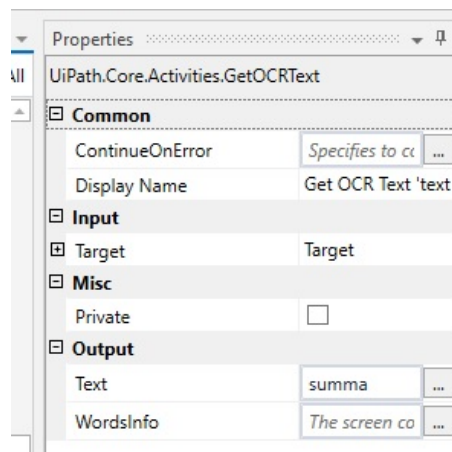 Properties
All
UiPath.Core.Activities.GetOCRText
Common
ContinueOnError Specifies to co ...
Display Name Get OCR Text 'text
Input
Target Target
Misc
Private
Output
Text summa ...
WordsInfo The screen co ...